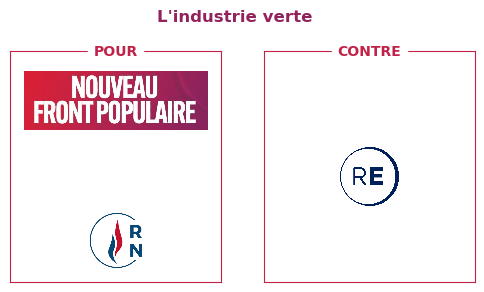 L'industrie verte
POUR
CONTRE
NOUVEAU
FRONT POPULAIRE
RE
R
N